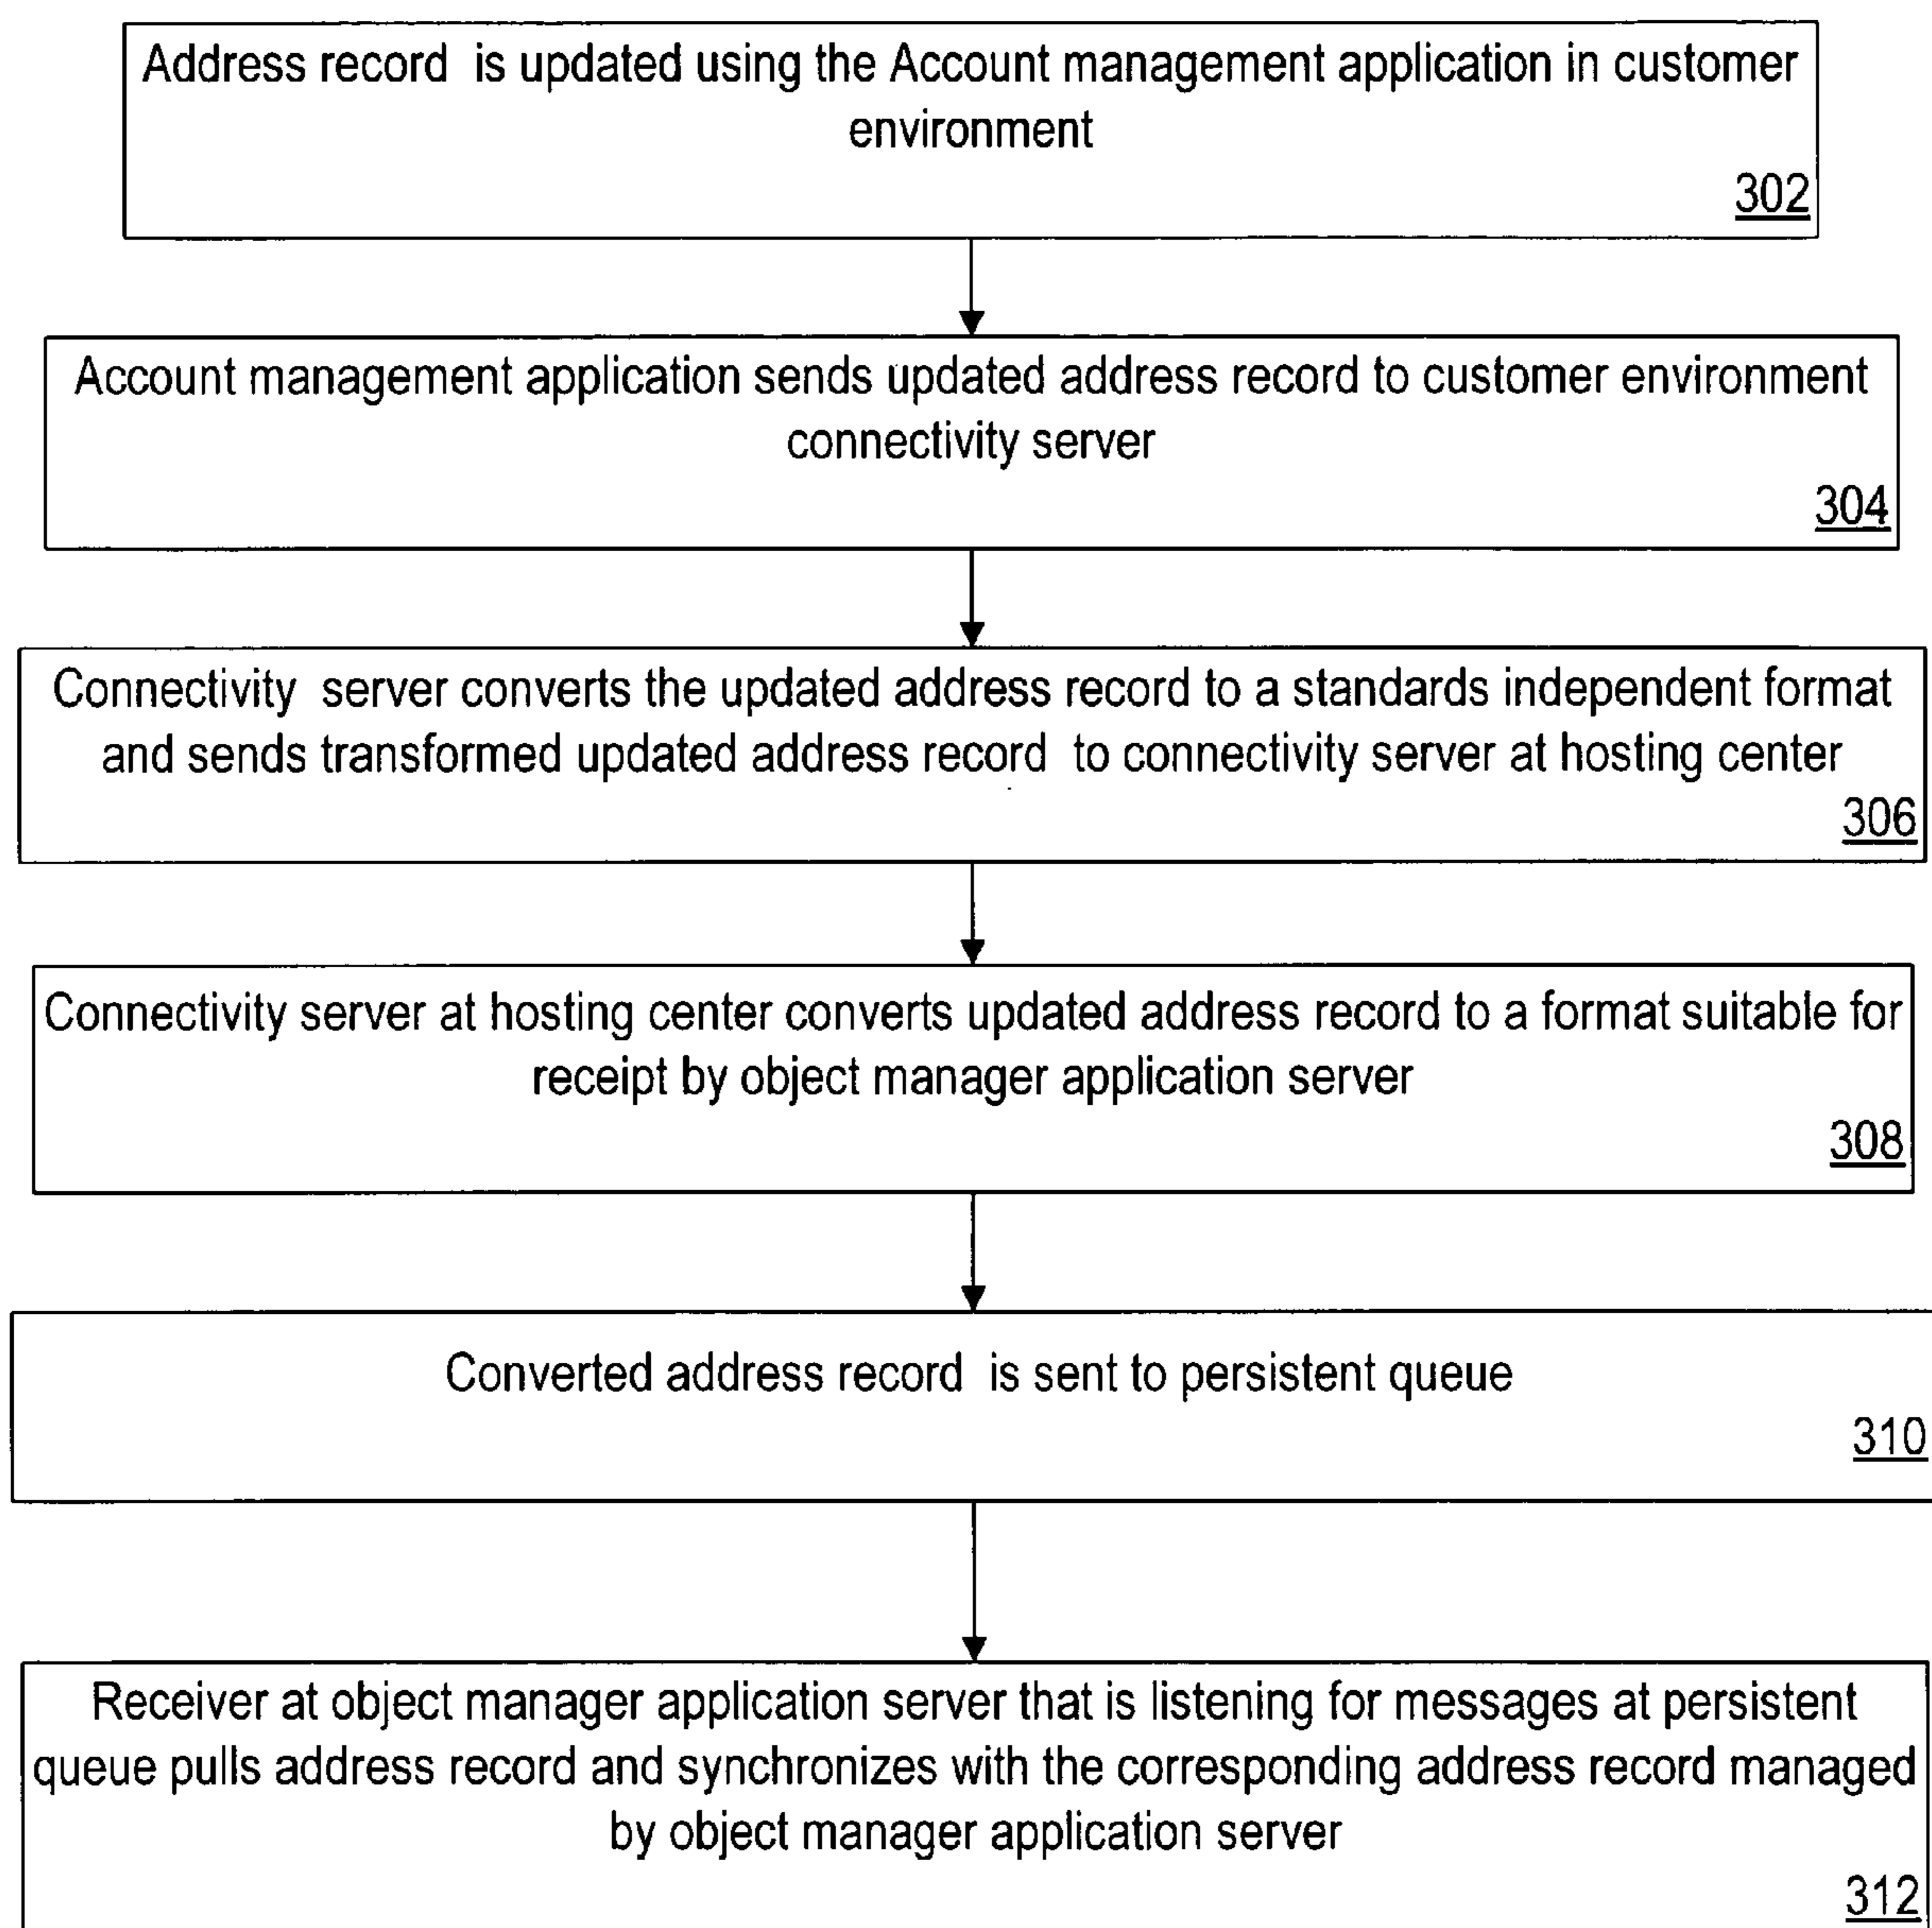 Address record is updated using the Account management application in customer
environment
302
Account management application sends updated address record to customer environment
connectivity server
304
Connectivity server converts the updated address record to a standards independent format
and sends transformed updated address record to connectivity server at hosting center
306
Connectivity server at hosting center converts updated address record to a format suitable for
receipt by object manager application server
308
Converted address record is sent to persistent queue
310
Receiver at object manager application server that is listening for messages at persistent
queue pulls address record and synchronizes with the corresponding address record managed
by object manager application server
312